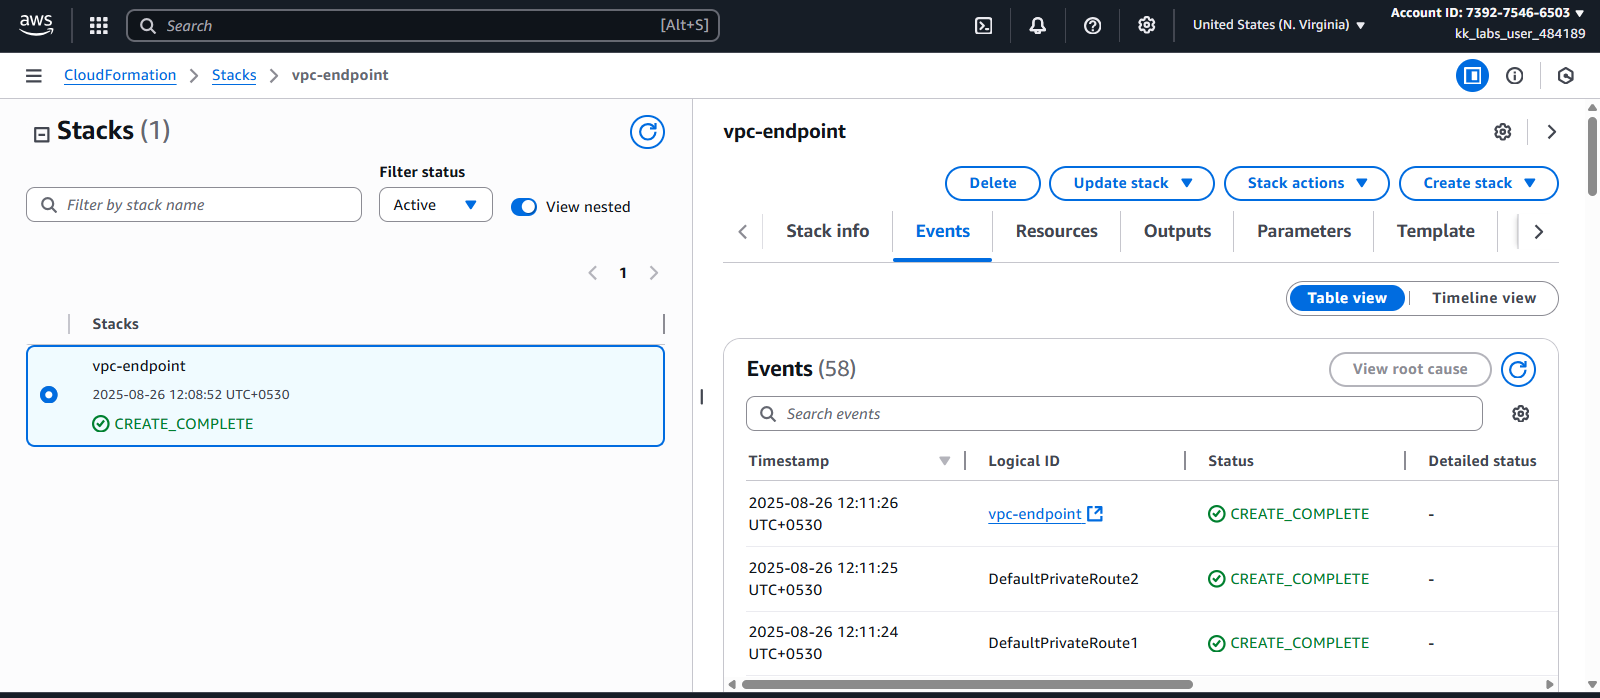 aws
Search
[Alt+S]
United States (N. Virginia)
Account ID: 7392-7546-6503
kk_labs_user_484189
CloudFormation
Stacks
vpc-endpoint
Stacks (1)
Filter status
Filter by stack name
Active
View nested
1
Stacks
vpc-endpoint
2025-08-26 12:08:52 UTC+0530
CREATE_COMPLETE
vpc-endpoint
Delete
Update stack
Stack actions
Create stack
Stack info
Events
Resources
Outputs
Parameters
Template
Table view
Timeline view
Events (58)
View root cause
Search events
Timestamp
Logical ID
Status
Detailed status
2025-08-26 12:11:26
UTC+0530
vpc-endpoint
CREATE_COMPLETE
-
2025-08-26 12:11:25
UTC+0530
DefaultPrivateRoute2
CREATE_COMPLETE
-
2025-08-26 12:11:24
UTC+0530
DefaultPrivateRoute1
CREATE_COMPLETE
-